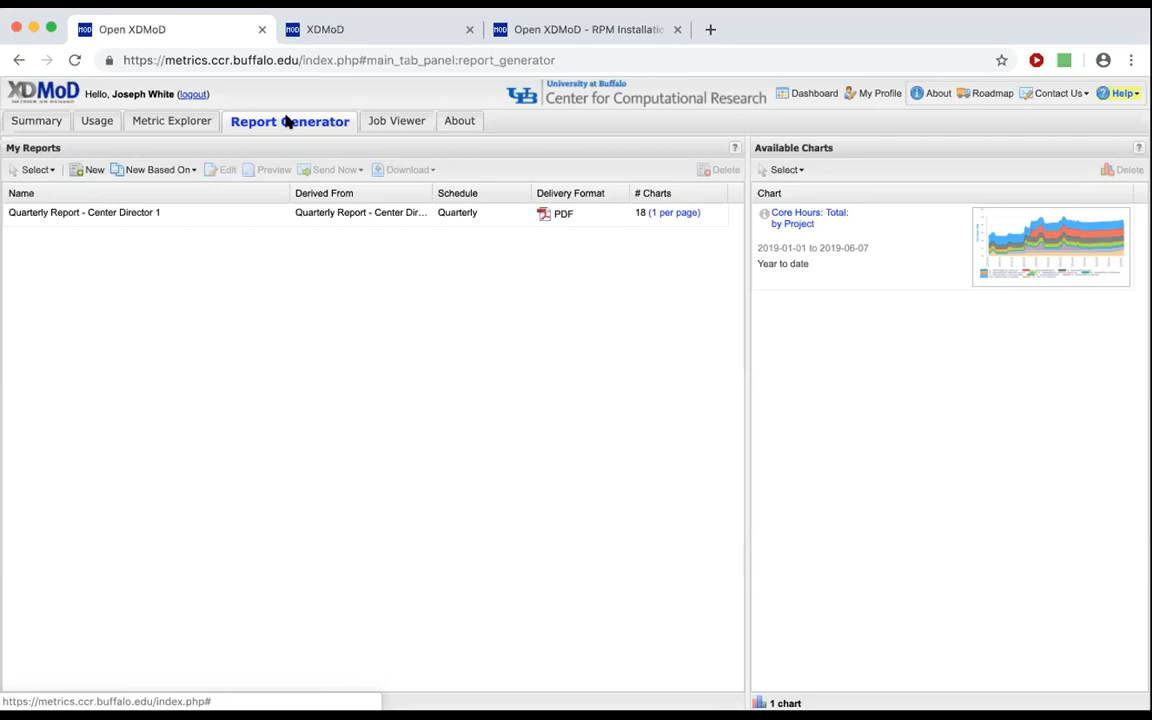 Open XDMoD
XDMoD
Open XDMoD - RPM Installatio
https://metrics.ccr.buffalo.edu/index.php#main_tab_panel:report_generator
XDMoD
METRICS ON DEMAND
Hello, Joseph White (logout)
University at Buffalo
Center for Computational Research
Dashboard
My Profile
About
Roadmap
Contact Us
Help
Summary
Usage
Metric Explorer
Report Generator
Job Viewer
About
My Reports
Select
New
New Based On
Edit
Preview
Send Now
Download
Delete
Name
Derived From
Schedule
Delivery Format
# Charts
Quarterly Report - Center Director 1
Quarterly Report - Center Dir...
Quarterly
PDF
18 (1 per page)
Available Charts
Select
Delete
Chart
Core Hours: Total:
by Project
2019-01-01 to 2019-06-07
Year to date
https://metrics.ccr.buffalo.edu/index.php#
1 chart